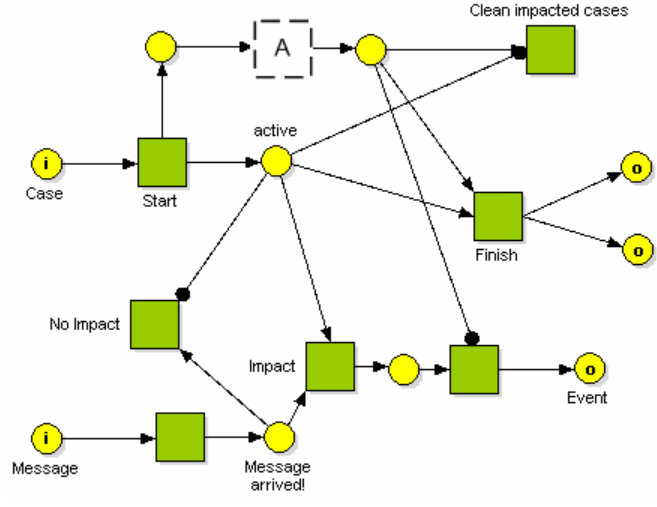 Clean impacted cases
A
active
i
Case
Start
o
o
Finish
No Impact
Impact
o
Event
i
Message
Message
arrived!